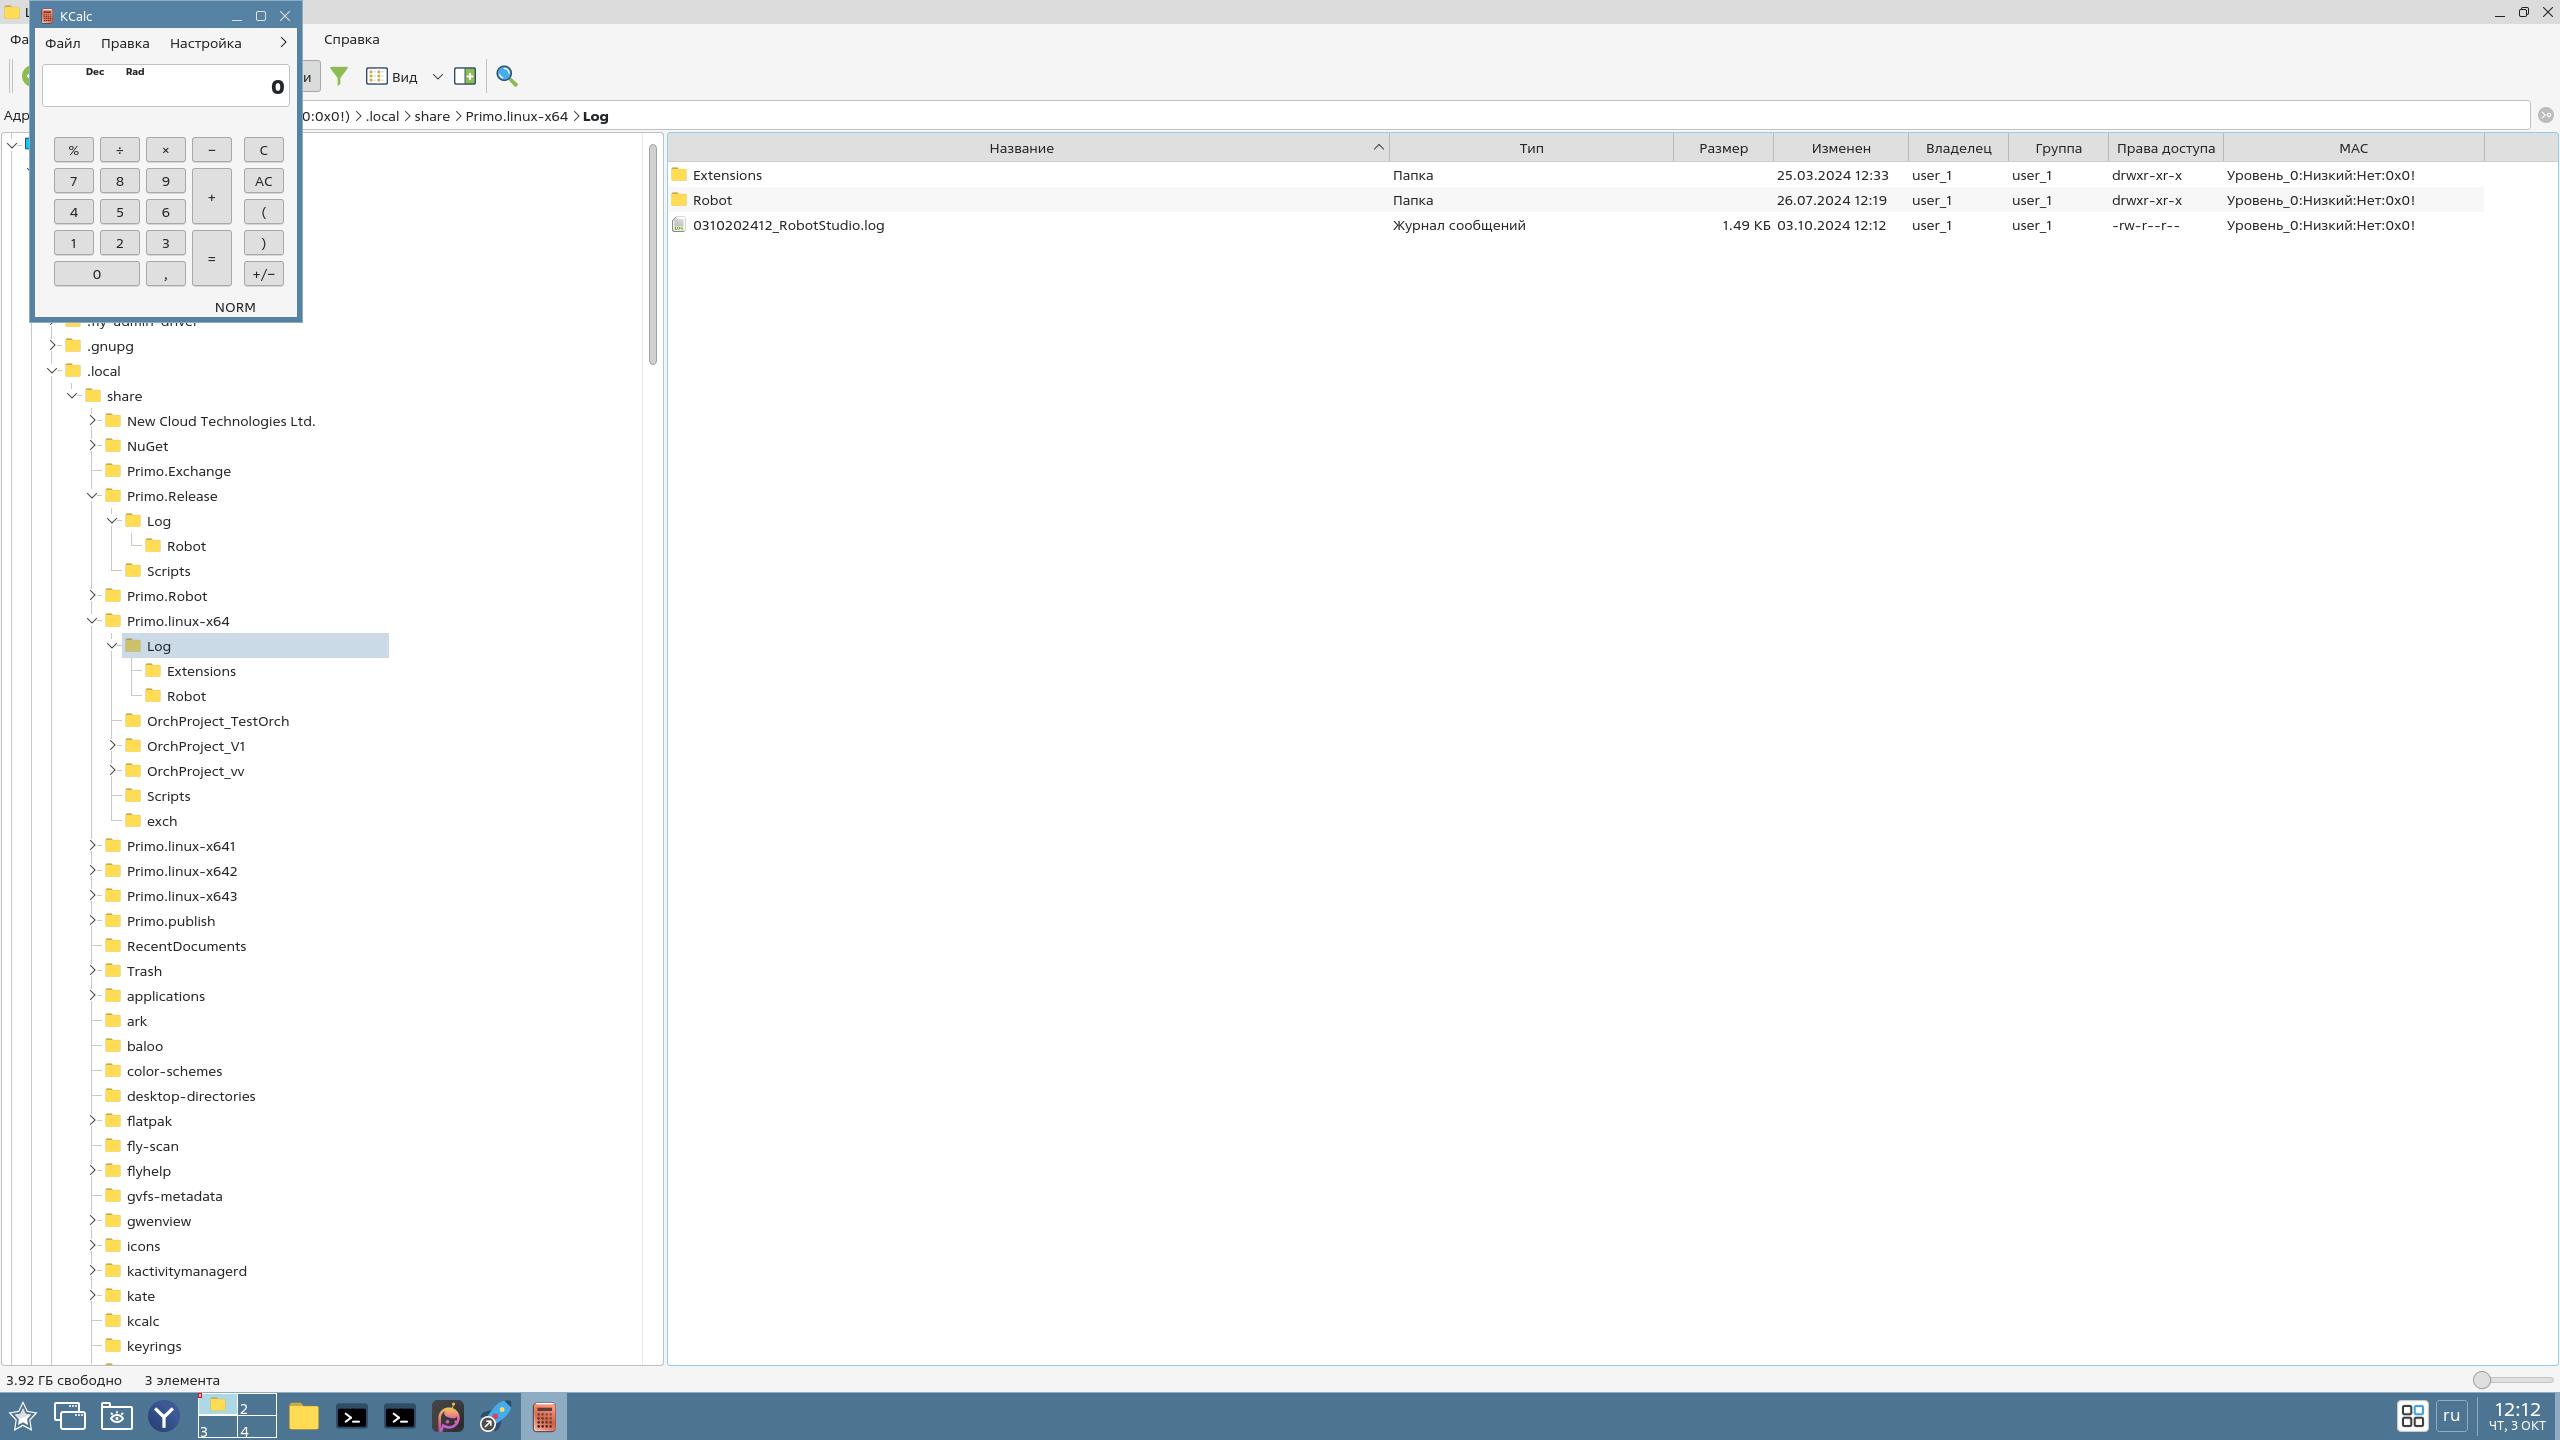 KCalc
Файл Правка Настройка
Справка
Dec Rad
0
Вид
% ÷ × − C
7 8 9 + AC
4 5 6 (
1 2 3 = )
0 , +/−
NORM
0:0x0!) .local share Primo.linux-x64 Log
Название Тип Размер Изменен Владелец Группа Права доступа МАС
Extensions Папка 25.03.2024 12:33 user_1 user_1 drwxr-xr-x Уровень_0:Низкий:Нет:0x0!
Robot Папка 26.07.2024 12:19 user_1 user_1 drwxr-xr-x Уровень_0:Низкий:Нет:0x0!
0310202412_RobotStudio.log Журнал сообщений 1.49 КБ 03.10.2024 12:12 user_1 user_1 -rw-r--r-- Уровень_0:Низкий:Нет:0x0!
.gnupg
.local
share
New Cloud Technologies Ltd.
NuGet
Primo.Exchange
Primo.Release
Log
Robot
Scripts
Primo.Robot
Primo.linux-x64
Log
Extensions
Robot
OrchProject_TestOrch
OrchProject_V1
OrchProject_vv
Scripts
exch
Primo.linux-x641
Primo.linux-x642
Primo.linux-x643
Primo.publish
RecentDocuments
Trash
applications
ark
baloo
color-schemes
desktop-directories
flatpak
fly-scan
flyhelp
gvfs-metadata
gwenview
icons
kactivitymanagerd
kate
kcalc
keyrings
3.92 ГБ свободно 3 элемента
2
3 4
ru
12:12
ЧТ, 3 ОКТ